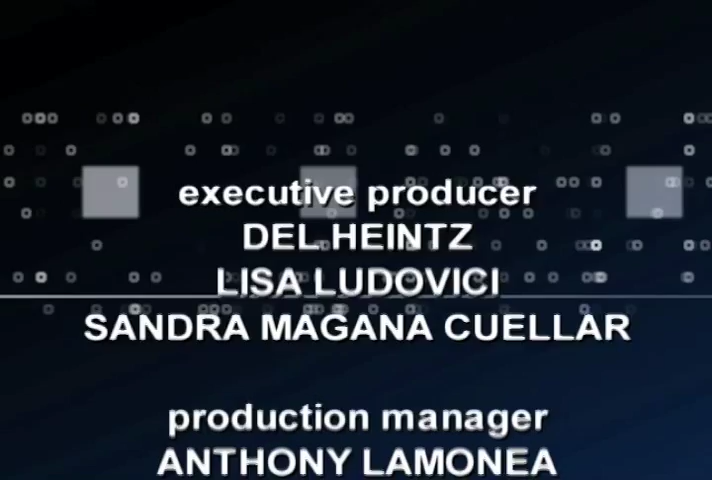 executive producer
DEL HEINTZ
LISA LUDOVICI
SANDRA MAGANA CUELLAR
production manager
ANTHONY LAMONEA